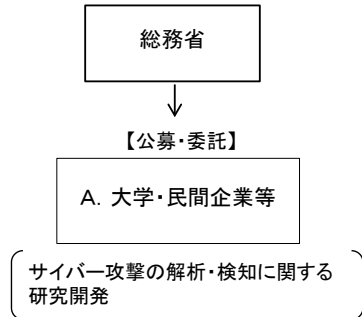 総務省
【公募・委託】
A. 大学・民間企業等
サイバー攻撃の解析・検知に関する
研究開発